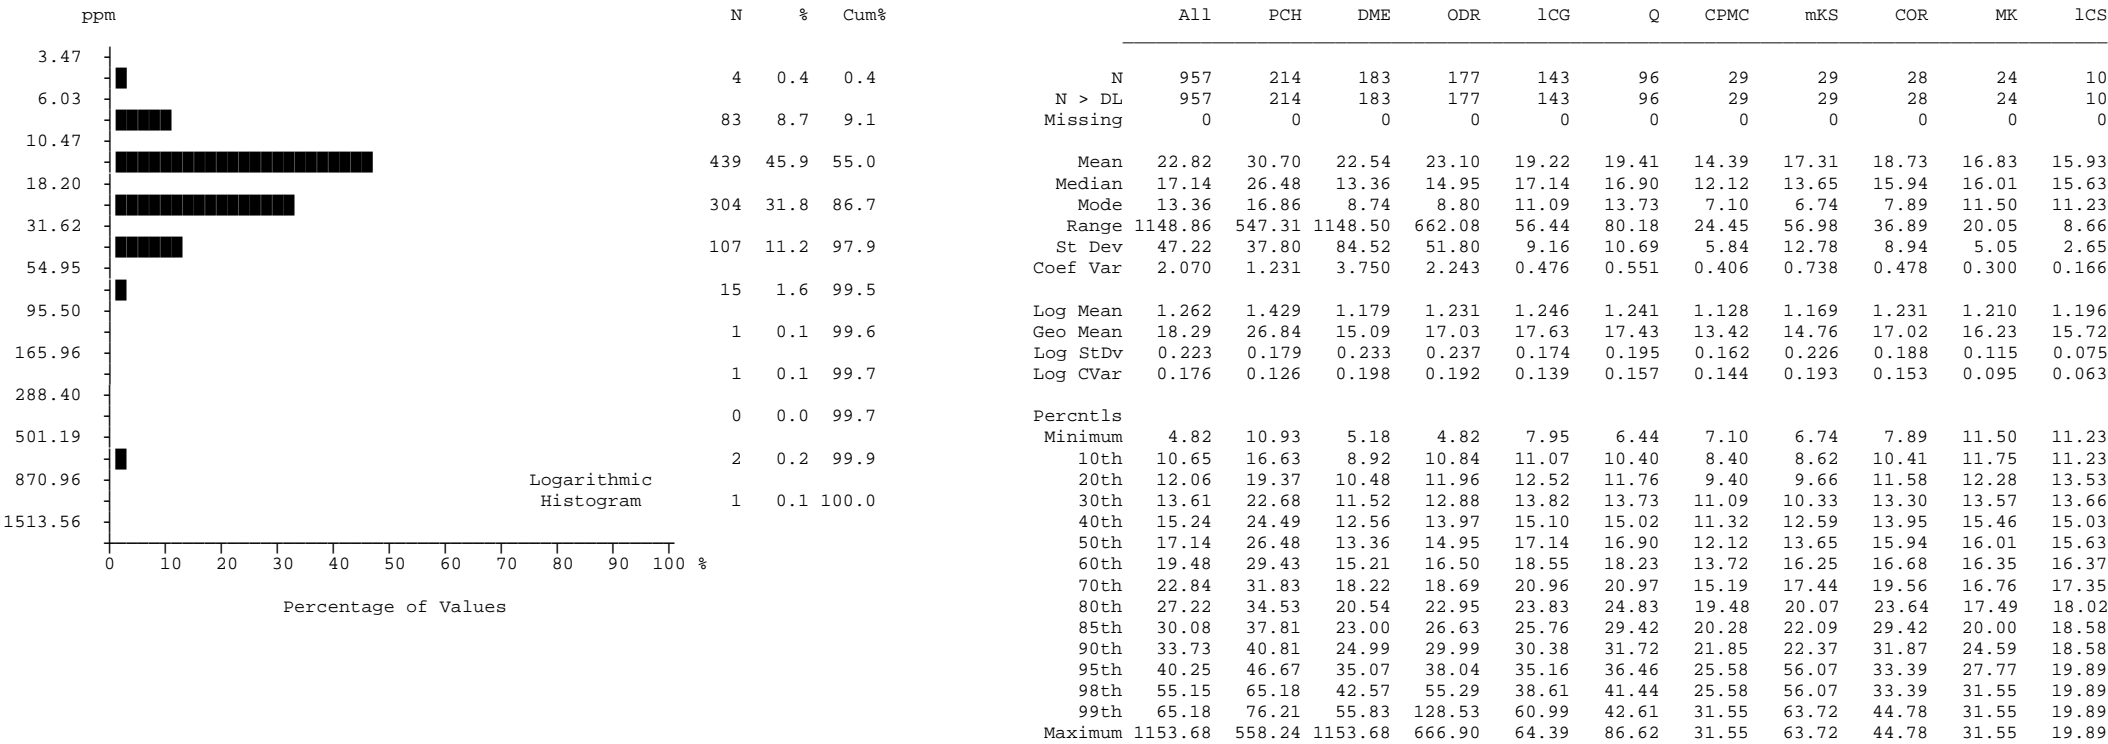 ppm N % Cum%
3.47
4 0.4 0.4
6.03
83 8.7 9.1
10.47
439 45.9 55.0
18.20
304 31.8 86.7
31.62
107 11.2 97.9
54.95
15 1.6 99.5
95.50
1 0.1 99.6
165.96
1 0.1 99.7
288.40
0 0.0 99.7
501.19
2 0.2 99.9
870.96 Logarithmic
Histogram 1 0.1 100.0
1513.56
0 10 20 30 40 50 60 70 80 90 100 %
Percentage of Values
All PCH DME ODR lCG Q CPMC mKS COR MK lCS
N 957 214 183 177 143 96 29 29 28 24 10
N > DL 957 214 183 177 143 96 29 29 28 24 10
Missing 0 0 0 0 0 0 0 0 0 0 0
Mean 22.82 30.70 22.54 23.10 19.22 19.41 14.39 17.31 18.73 16.83 15.93
Median 17.14 26.48 13.36 14.95 17.14 16.90 12.12 13.65 15.94 16.01 15.63
Mode 13.36 16.86 8.74 8.80 11.09 13.73 7.10 6.74 7.89 11.50 11.23
Range 1148.86 547.31 1148.50 662.08 56.44 80.18 24.45 56.98 36.89 20.05 8.66
St Dev 47.22 37.80 84.52 51.80 9.16 10.69 5.84 12.78 8.94 5.05 2.65
Coef Var 2.070 1.231 3.750 2.243 0.476 0.551 0.406 0.738 0.478 0.300 0.166
Log Mean 1.262 1.429 1.179 1.231 1.246 1.241 1.128 1.169 1.231 1.210 1.196
Geo Mean 18.29 26.84 15.09 17.03 17.63 17.43 13.42 14.76 17.02 16.23 15.72
Log StDv 0.223 0.179 0.233 0.237 0.174 0.195 0.162 0.226 0.188 0.115 0.075
Log CVar 0.176 0.126 0.198 0.192 0.139 0.157 0.144 0.193 0.153 0.095 0.063
Percntls
Minimum 4.82 10.93 5.18 4.82 7.95 6.44 7.10 6.74 7.89 11.50 11.23
10th 10.65 16.63 8.92 10.84 11.07 10.40 8.40 8.62 10.41 11.75 11.23
20th 12.06 19.37 10.48 11.96 12.52 11.76 9.40 9.66 11.58 12.28 13.53
30th 13.61 22.68 11.52 12.88 13.82 13.73 11.09 10.33 13.30 13.57 13.66
40th 15.24 24.49 12.56 13.97 15.10 15.02 11.32 12.59 13.95 15.46 15.03
50th 17.14 26.48 13.36 14.95 17.14 16.90 12.12 13.65 15.94 16.01 15.63
60th 19.48 29.43 15.21 16.50 18.55 18.23 13.72 16.25 16.68 16.35 16.37
70th 22.84 31.83 18.22 18.69 20.96 20.97 15.19 17.44 19.56 16.76 17.35
80th 27.22 34.53 20.54 22.95 23.83 24.83 19.48 20.07 23.64 17.49 18.02
85th 30.08 37.81 23.00 26.63 25.76 29.42 20.28 22.09 29.42 20.00 18.58
90th 33.73 40.81 24.99 29.99 30.38 31.72 21.85 22.37 31.87 24.59 18.58
95th 40.25 46.67 35.07 38.04 35.16 36.46 25.58 56.07 33.39 27.77 19.89
98th 55.15 65.18 42.57 55.29 38.61 41.44 25.58 56.07 33.39 31.55 19.89
99th 65.18 76.21 55.83 128.53 60.99 42.61 31.55 63.72 44.78 31.55 19.89
Maximum 1153.68 558.24 1153.68 666.90 64.39 86.62 31.55 63.72 44.78 31.55 19.89